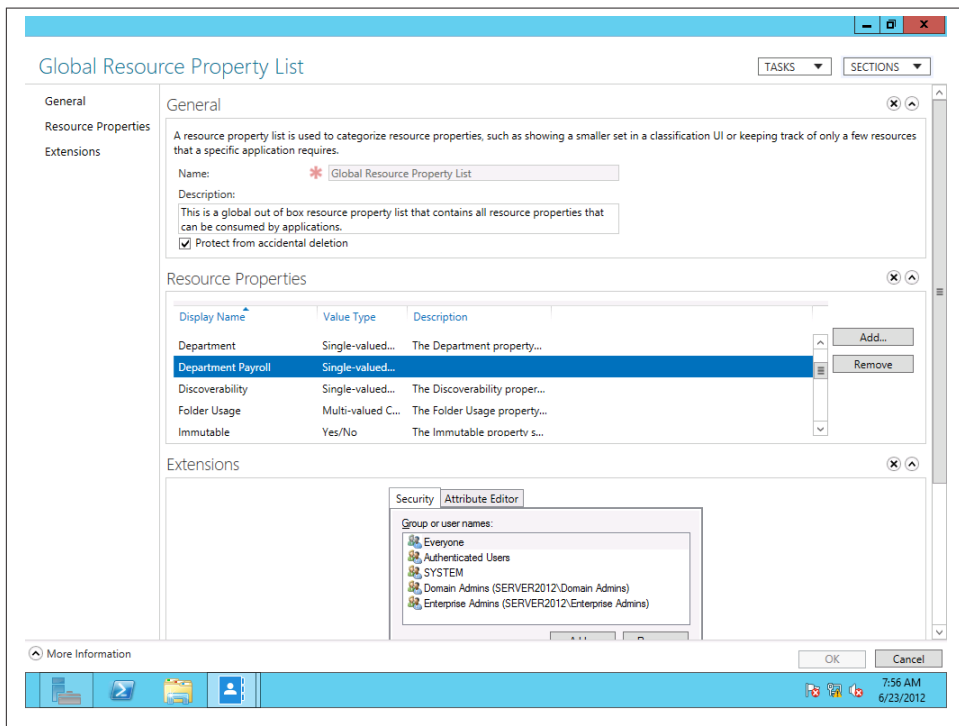 Global Resource Property List
TASKS
SECTIONS
General
Resource Properties
Extensions
General
A resource property list is used to categorize resource properties, such as showing a smaller set in a classification UI or keeping track of only a few resources
that a specific application requires.
Name: * Global Resource Property List
Description:
This is a global out of box resource property list that contains all resource properties that
can be consumed by applications.
Protect from accidental deletion
Resource Properties
Display Name Value Type Description
Department Single-valued... The Department property...
Department Payroll Single-valued...
Discoverability Single-valued... The Discoverability proper...
Folder Usage Multi-valued C... The Folder Usage property...
Immutable Yes/No The Immutable property s...
Add...
Remove
Extensions
Security Attribute Editor
Group or user names:
Everyone
Authenticated Users
SYSTEM
Domain Admins (SERVER2012\Domain Admins)
Enterprise Admins (SERVER2012\Enterprise Admins)
More Information
OK Cancel
7:56 AM
6/23/2012